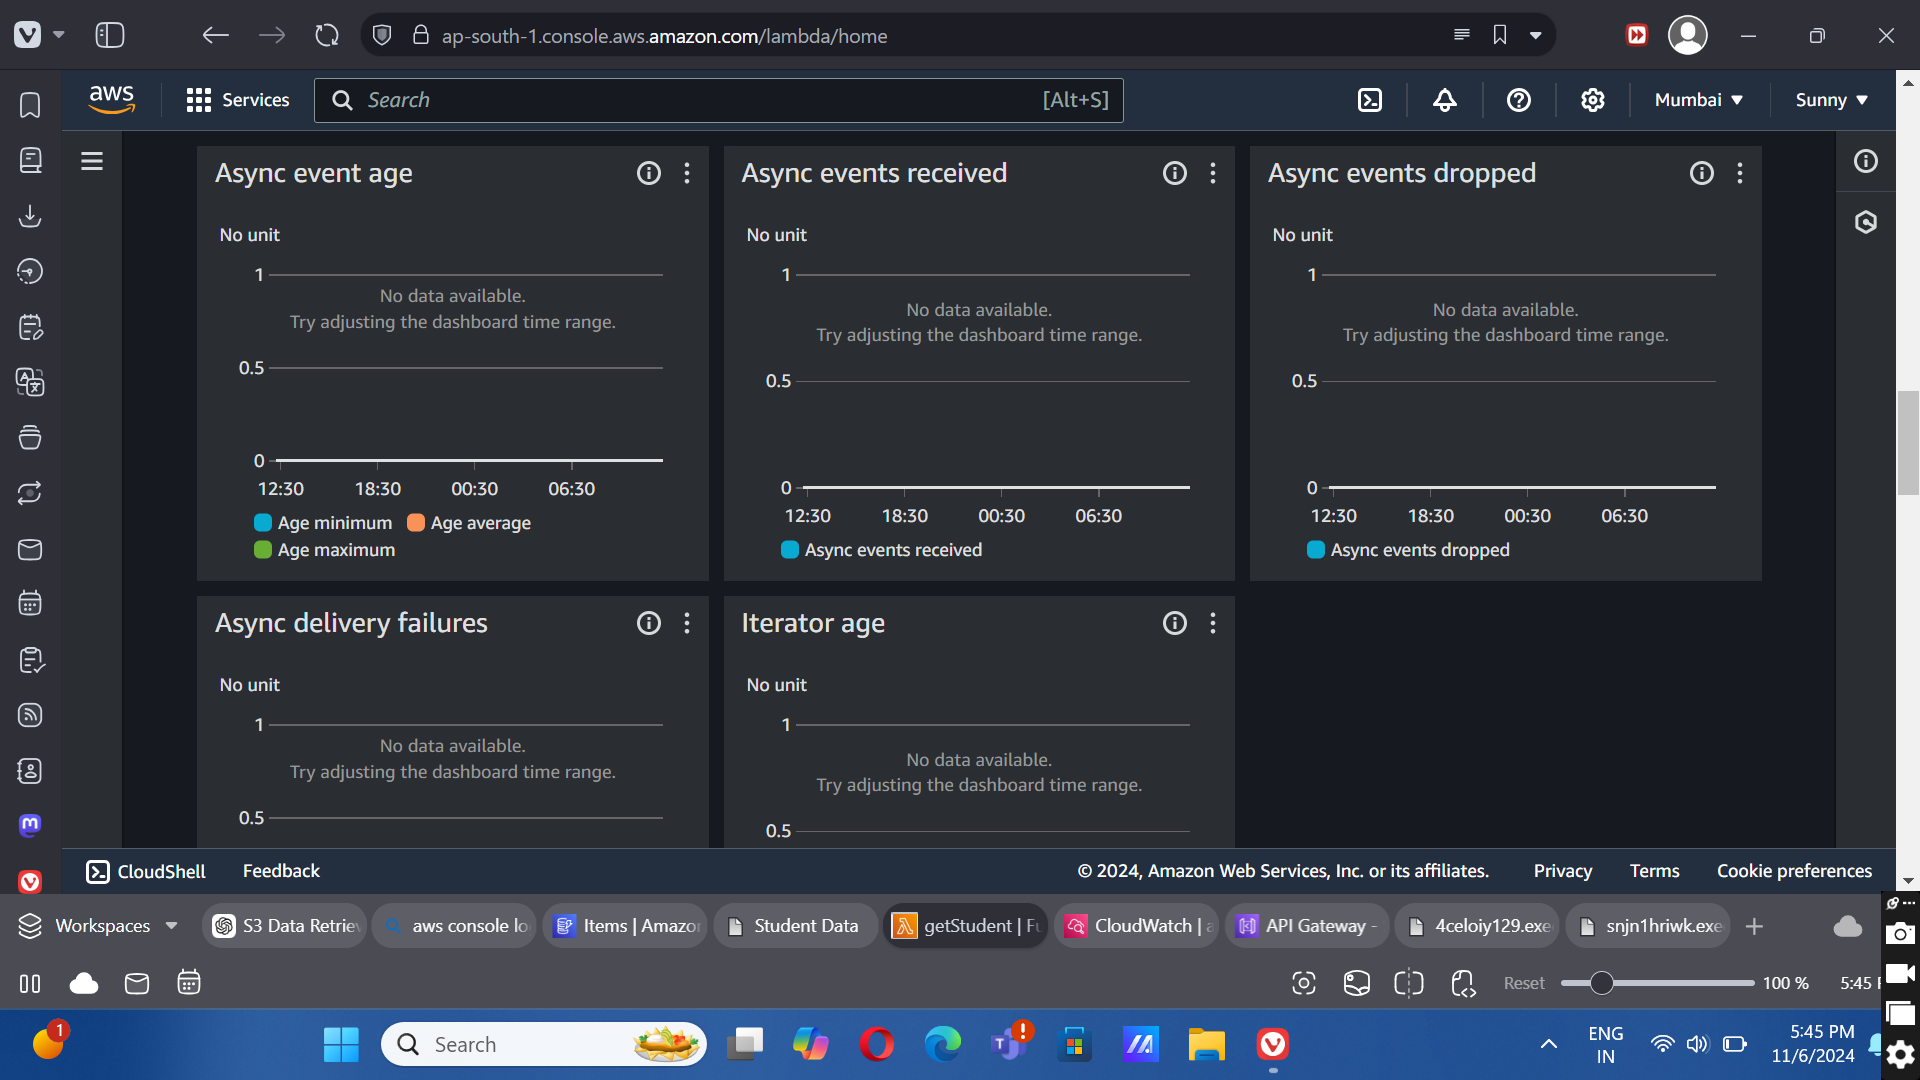 ap-south-1.console.aws.amazon.com/lambda/home
aws
Services
Search
[Alt+S]
Mumbai
Sunny
Async event age
No unit
1
No data available.
Try adjusting the dashboard time range.
0.5
0
12:30 18:30 00:30 06:30
Age minimum Age average
Age maximum
Async events received
No unit
1
No data available.
Try adjusting the dashboard time range.
0.5
0
12:30 18:30 00:30 06:30
Async events received
Async events dropped
No unit
1
No data available.
Try adjusting the dashboard time range.
0.5
0
12:30 18:30 00:30 06:30
Async events dropped
Async delivery failures
No unit
1
No data available.
Try adjusting the dashboard time range.
0.5
Iterator age
No unit
1
No data available.
Try adjusting the dashboard time range.
0.5
CloudShell Feedback © 2024, Amazon Web Services, Inc. or its affiliates. Privacy Terms Cookie preferences
Workspaces S3 Data Retriev aws console lo Items | Amazon Student Data getStudent | Fu CloudWatch | a API Gateway - 4celoiy129.exe snjn1hriwk.exe
Reset 100 % 5:45
1
Search
ENG
IN
5:45 PM
11/6/2024